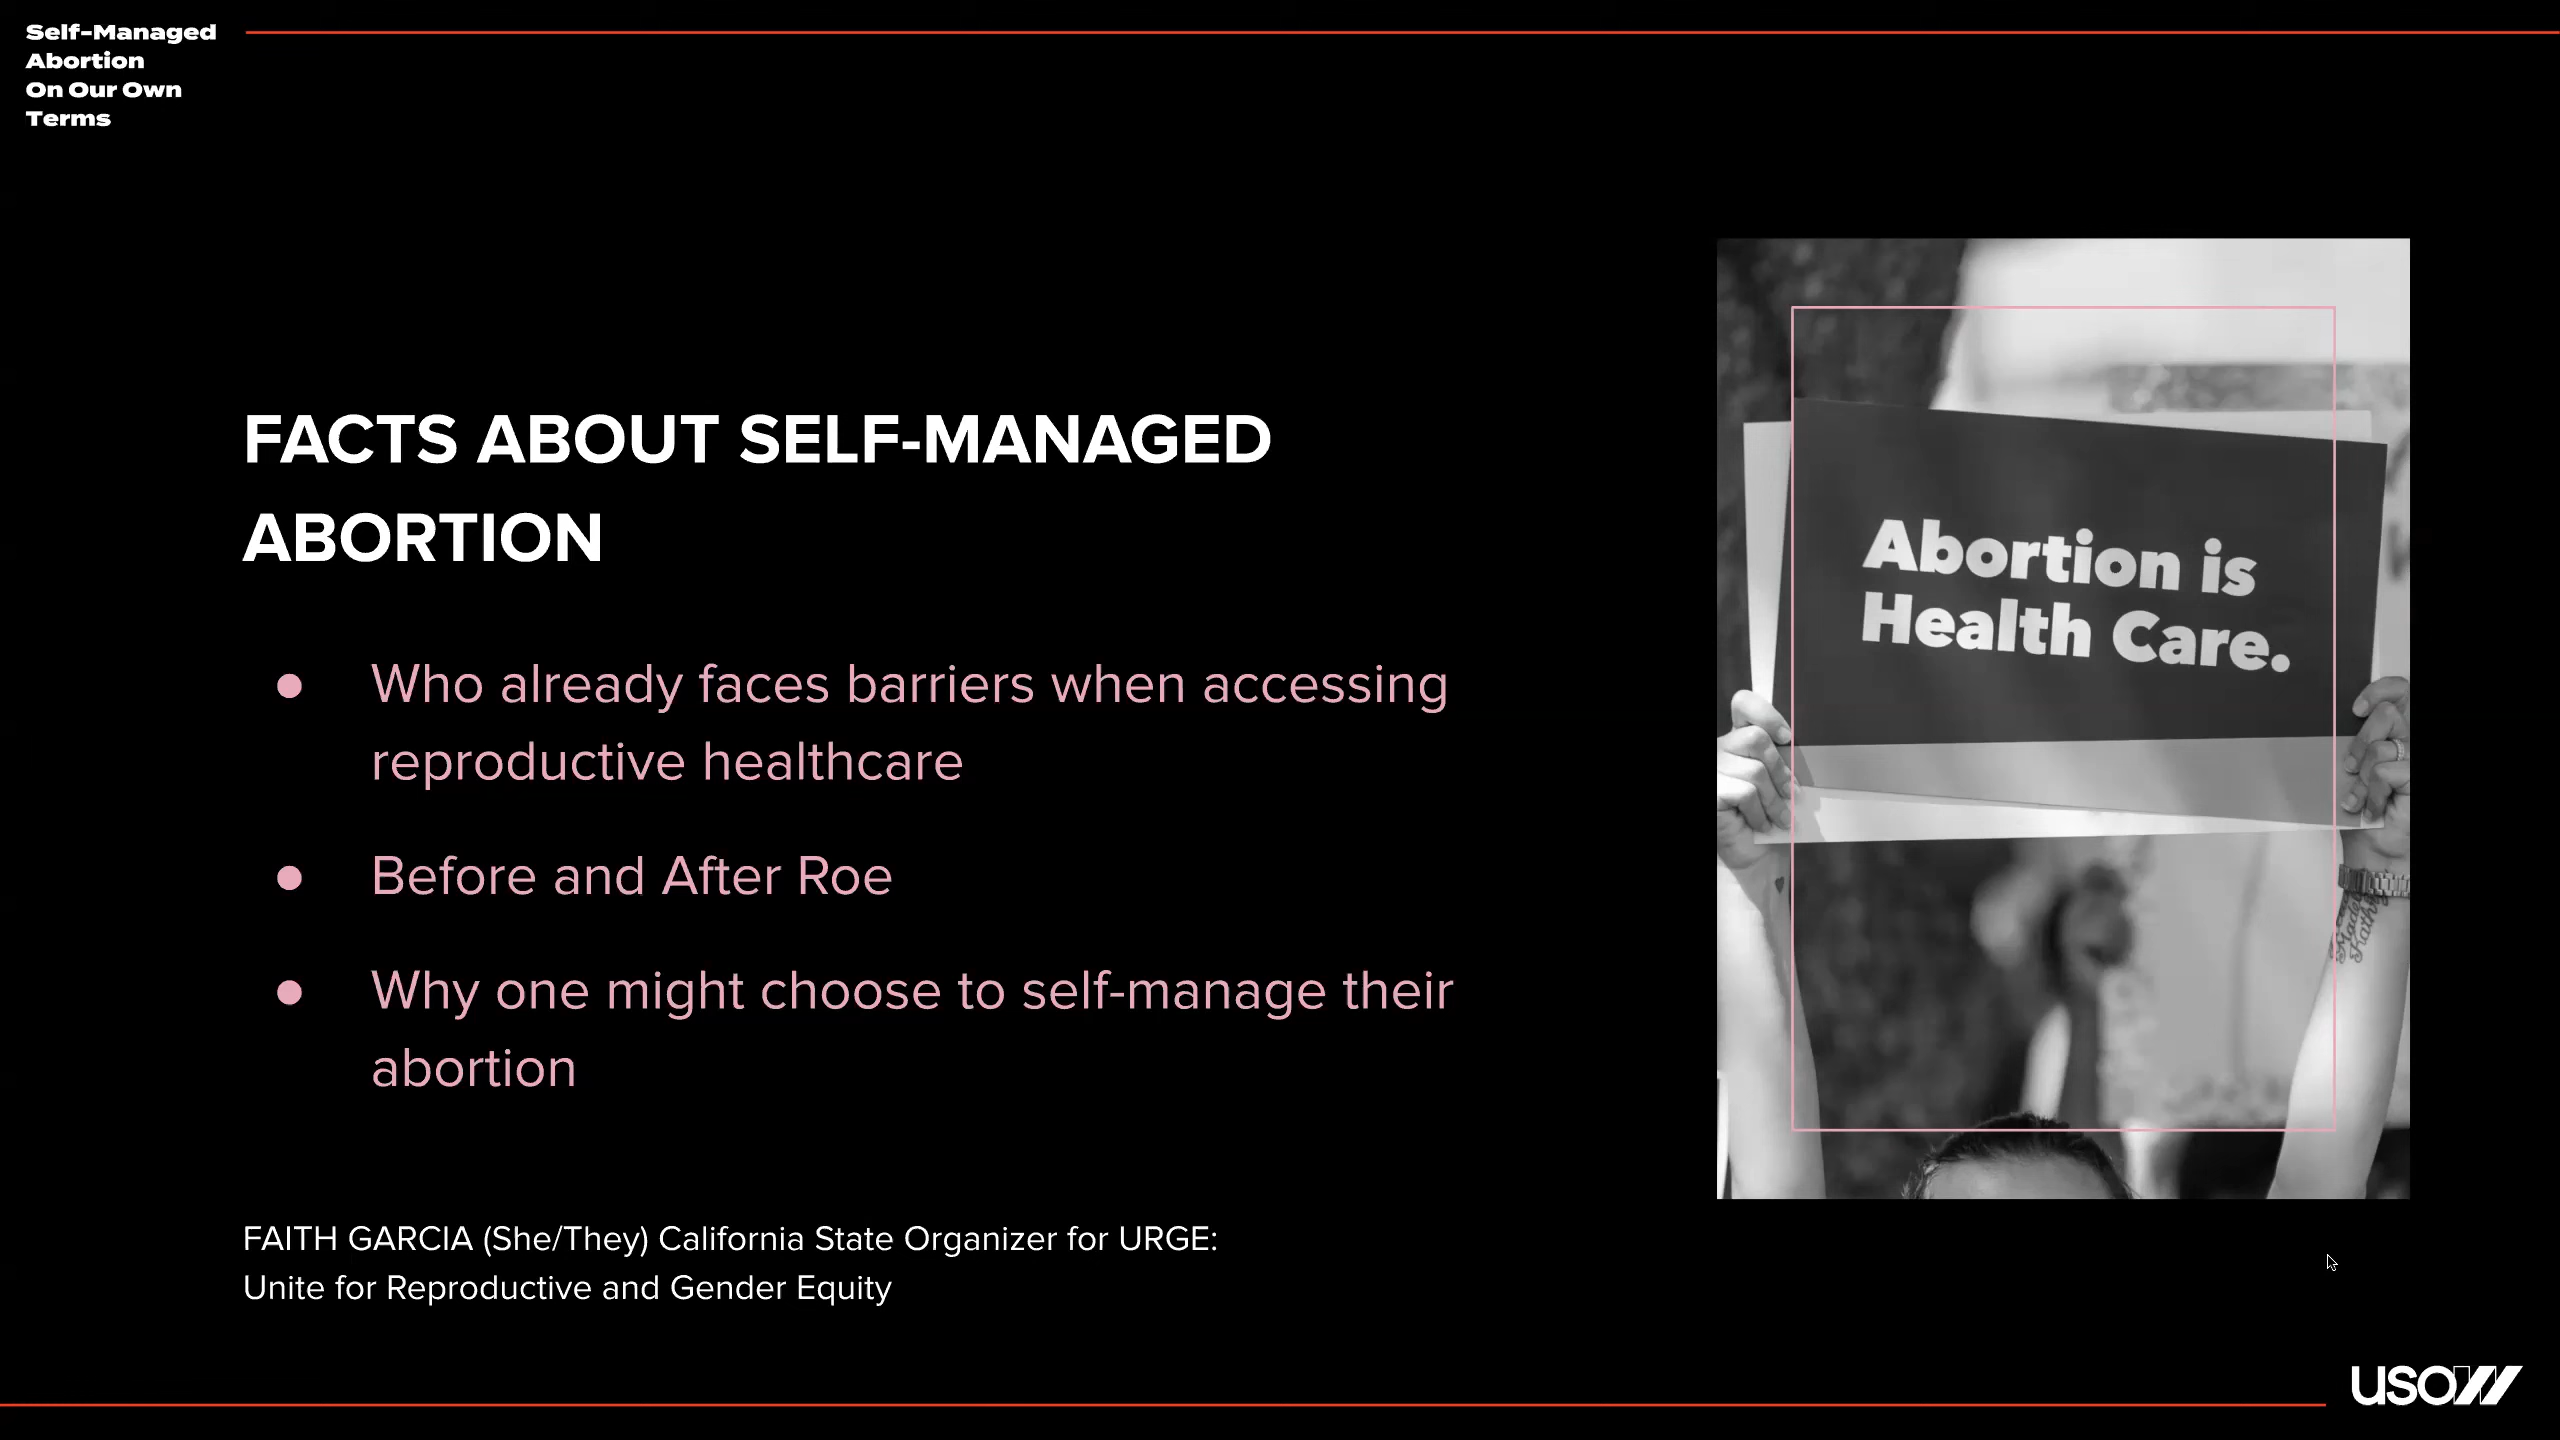 Self-Managed
Abortion
On Our Own
Terms
FACTS ABOUT SELF-MANAGED
ABORTION
● Who already faces barriers when accessing
reproductive healthcare
● Before and After Roe
● Why one might choose to self-manage their
abortion
FAITH GARCIA (She/They) California State Organizer for URGE:
Unite for Reproductive and Gender Equity
Abortion is
Health Care.
USOW